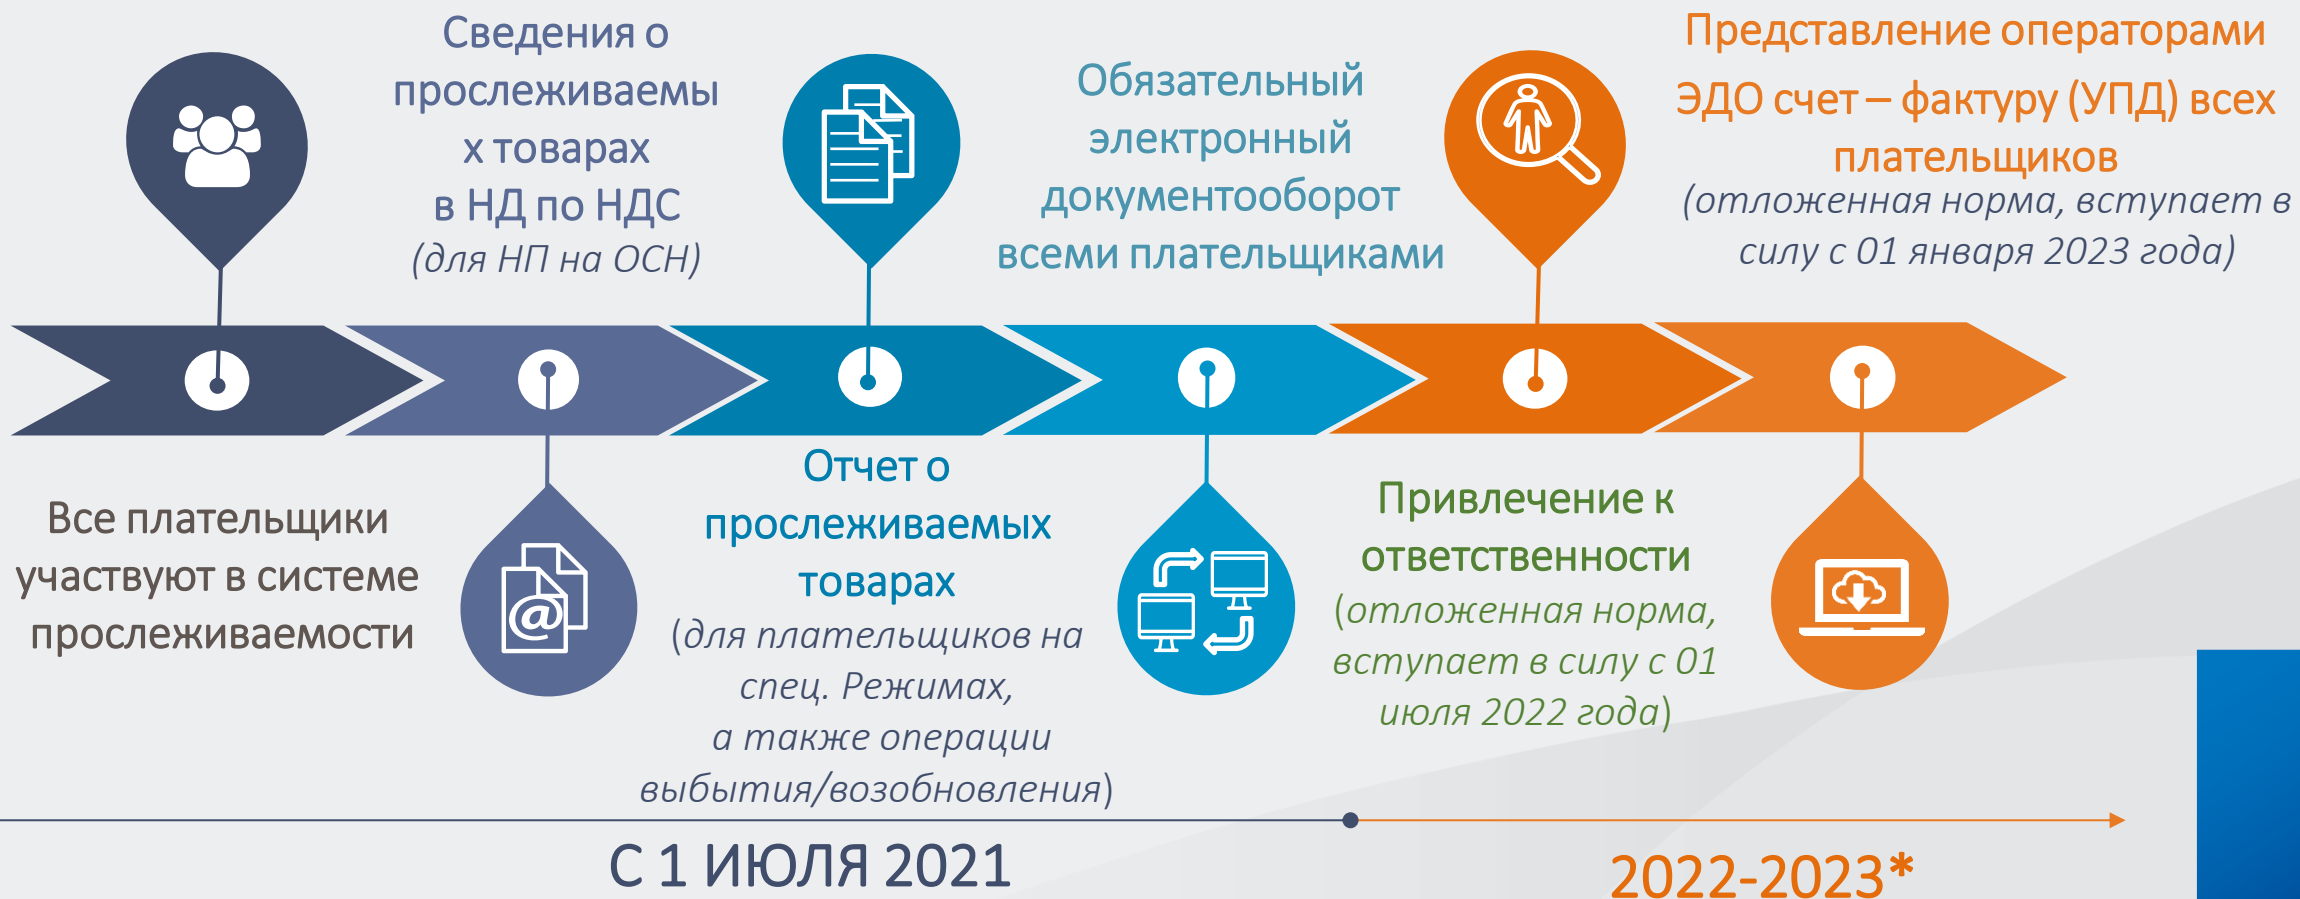 Сведения о
прослеживаемы
х товарах
в НД по НДС
(для НП на ОСН)
Обязательный
электронный
документооборот
всеми плательщиками
Представление операторами
ЭДО счет – фактуру (УПД) всех
плательщиков
(отложенная норма, вступает в
силу с 01 января 2023 года)
Все плательщики
участвуют в системе
прослеживаемости
@
Отчет о
прослеживаемых
товарах
(для плательщиков на
спец. Режимах,
а также операции
выбытия/возобновления)
Привлечение к
ответственности
(отложенная норма,
вступает в силу с 01
июля 2022 года)
С 1 ИЮЛЯ 2021
2022-2023*